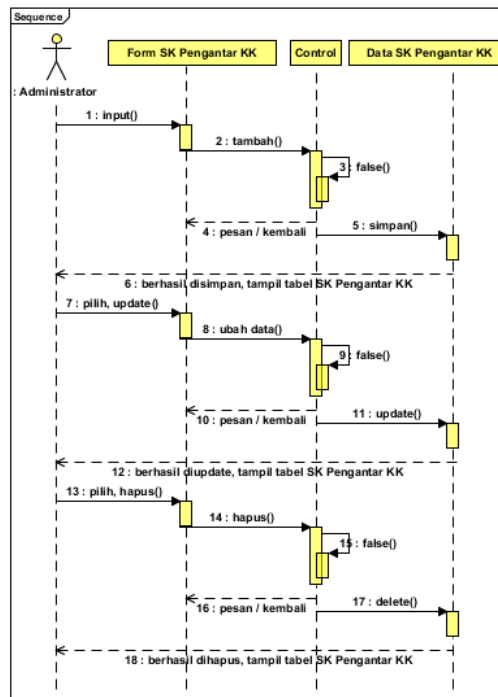 Sequence
Form SK Pengantar KK
Control
Data SK Pengantar KK
: Administrator
1 : input()
2 : tambah()
3 : false()
4 : pesan / kembali
5 : simpan()
6 : berhasil disimpan, tampil tabel SK Pengantar KK
7 : pilih, update()
8 : ubah data()
9 : false()
10 : pesan / kembali
11 : update()
12 : berhasil diupdate, tampil tabel SK Pengantar KK
13 : pilih, hapus()
14 : hapus()
15 : false()
16 : pesan / kembali
17 : delete()
18 : berhasil dihapus, tampil tabel SK Pengantar KK